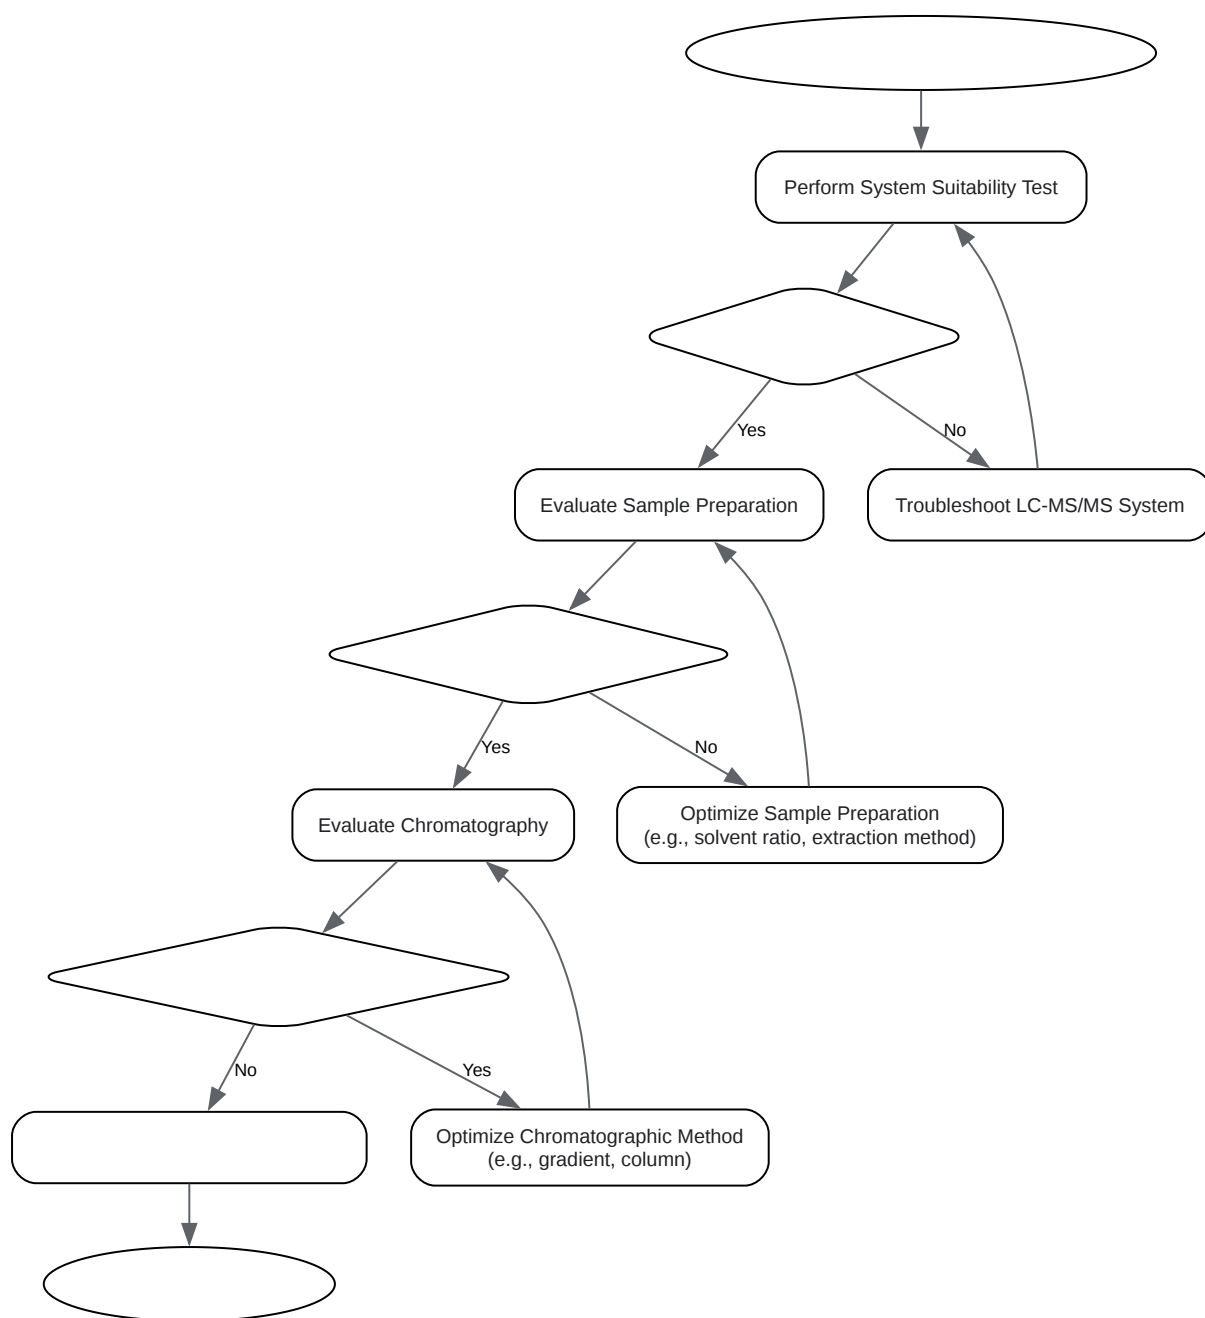 Perform System Suitability Test
Yes
No
Evaluate Sample Preparation
Troubleshoot LC-MS/MS System
Yes
No
Evaluate Chromatography
Optimize Sample Preparation
(e.g., solvent ratio, extraction method)
No
Yes
Optimize Chromatographic Method
(e.g., gradient, column)